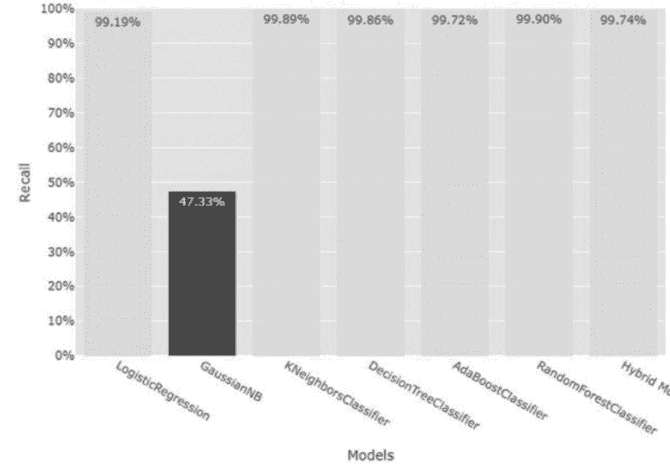 100%
90%
80%
70%
60%
50%
40%
30%
20%
10%
0%
Recall
99.19%
47.33%
99.89%
99.86%
99.72%
99.90%
99.74%
LogisticRegression
GaussianNB
KNeighborsClassifier
DecisionTreeClassifier
AdaBoostClassifier
RandomForestClassifier
Hybrid
Models